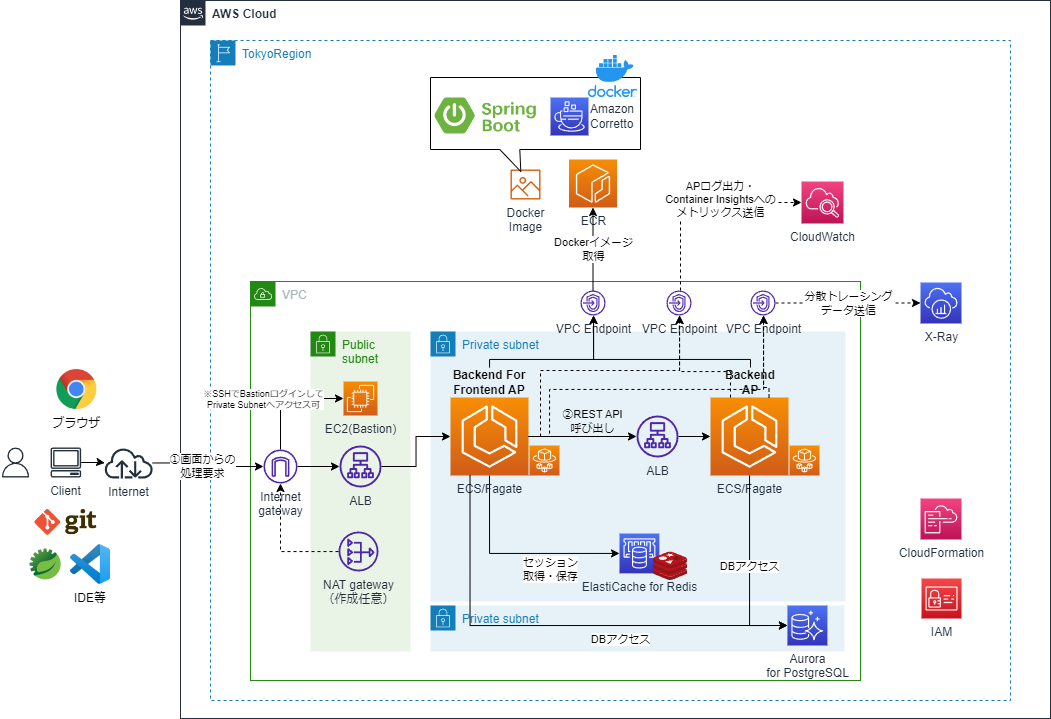 aws
AWS Cloud
TokyoRegion
docker
Spring
Boot
Amazon
Corretto
Docker
Image
ECR
APログ出力・
Container Insightsへの
メトリックス送信
CloudWatch
Dockerイメージ
取得
VPC
VPC Endpoint
VPC Endpoint
VPC Endpoint
分散トレーシング
データ送信
X-Ray
Public
subnet
Private subnet
Backend For
Frontend AP
Backend
AP
ブラウザ
※SSHでBastionログインして
Private Subnetへアクセス可
EC2(Bastion)
②REST API
呼び出し
①画面からの
処理要求
Client
Internet
Internet
gateway
ALB
ECS/Fagate
ALB
ECS/Fagate
git
IDE等
NAT gateway
（作成任意）
セッション
取得・保存
ElastiCache for Redis
DBアクセス
CloudFormation
Private subnet
DBアクセス
Aurora
for PostgreSQL
IAM